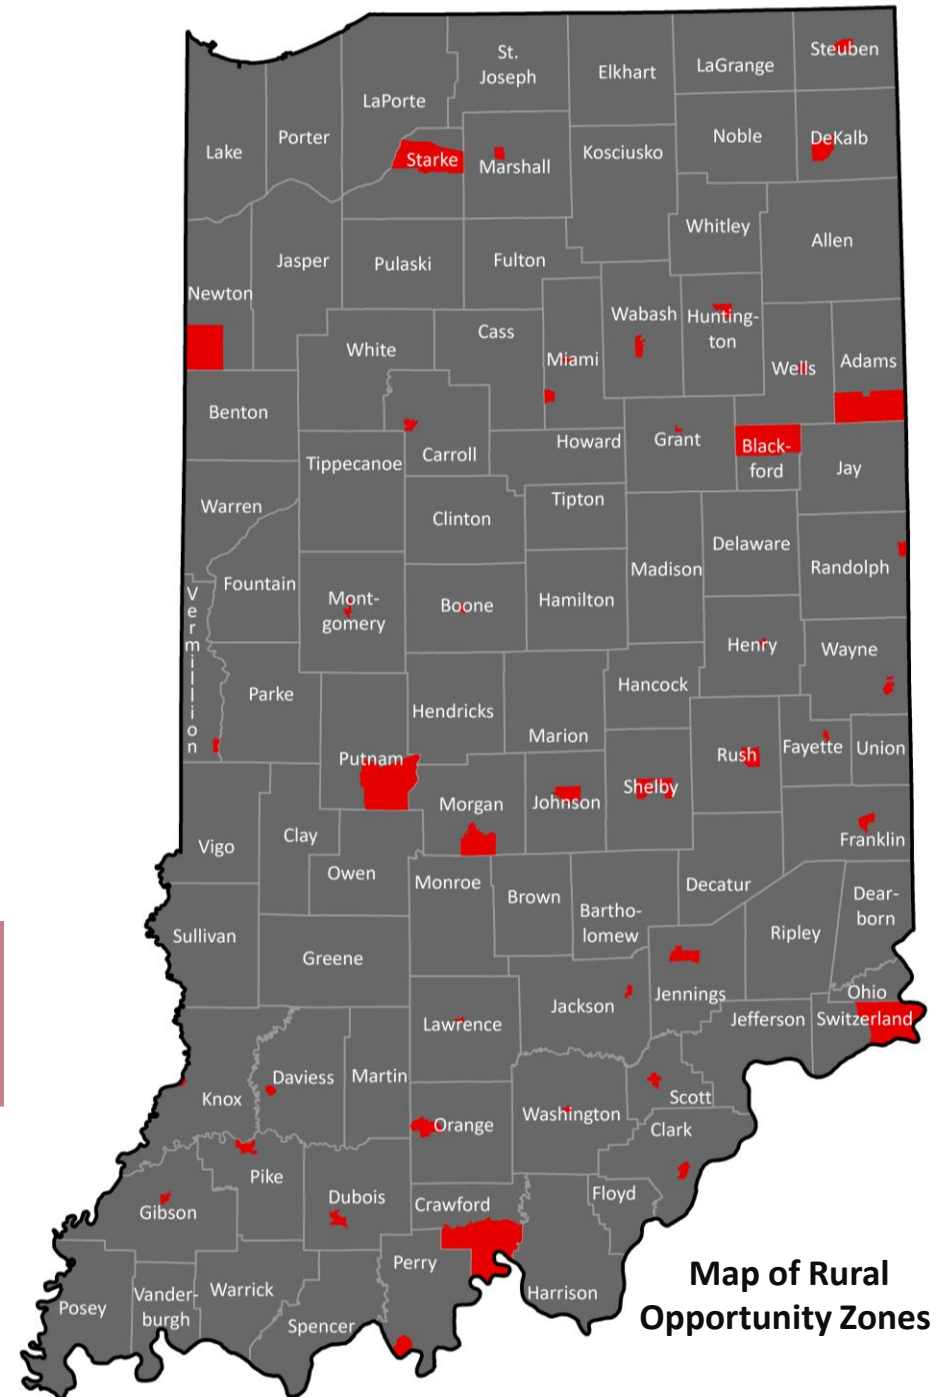 Steuben
St.
Joseph
Elkhart
LaGrange
LaPorte
Porter
Lake
Starke
Marshall
Kosciusko
Noble
DeKalb
Whitley
Allen
Jasper
Pulaski
Fulton
Newton
Wabash
Hunting-
ton
White
Cass
Miami
Wells
Adams
Benton
Carroll
Howard
Grant
Black-
ford
Jay
Tippecanoe
Warren
Clinton
Tipton
Delaware
Randolph
Madison
Fountain
Mont-
gomery
Boone
Hamilton
Vermillion
Henry
Wayne
Parke
Hendricks
Hancock
Marion
Putnam
Rush
Fayette
Union
Morgan
Johnson
Shelby
Vigo
Clay
Owen
Monroe
Brown
Bartho-
lomew
Decatur
Franklin
Dear-
born
Sullivan
Greene
Ripley
Jackson
Jennings
Ohio
Lawrence
Jefferson
Switzerland
Knox
Daviess
Martin
Orange
Washington
Scott
Clark
Pike
Gibson
Dubois
Crawford
Floyd
Perry
Harrison
Posey
Vander-
burgh
Warrick
Spencer
Map of Rural
Opportunity Zones